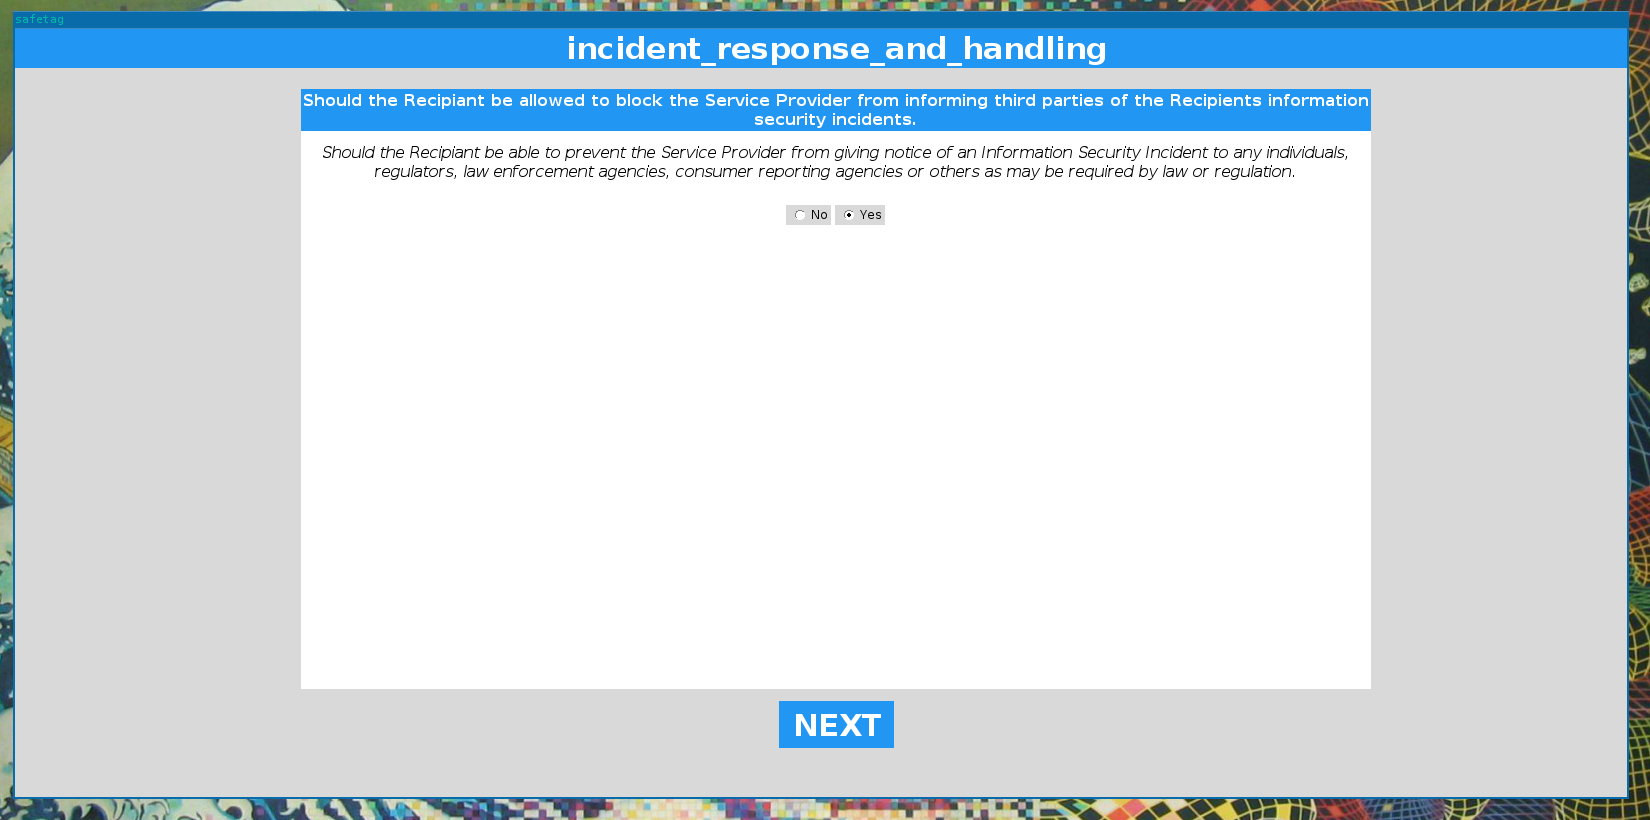 safetag
incident_response_and_handling
Should the Recipiant be allowed to block the Service Provider from informing third parties of the Recipients information
security incidents.
Should the Recipiant be able to prevent the Service Provider from giving notice of an Information Security Incident to any individuals,
regulators, law enforcement agencies, consumer reporting agencies or others as may be required by law or regulation.
No Yes
NEXT